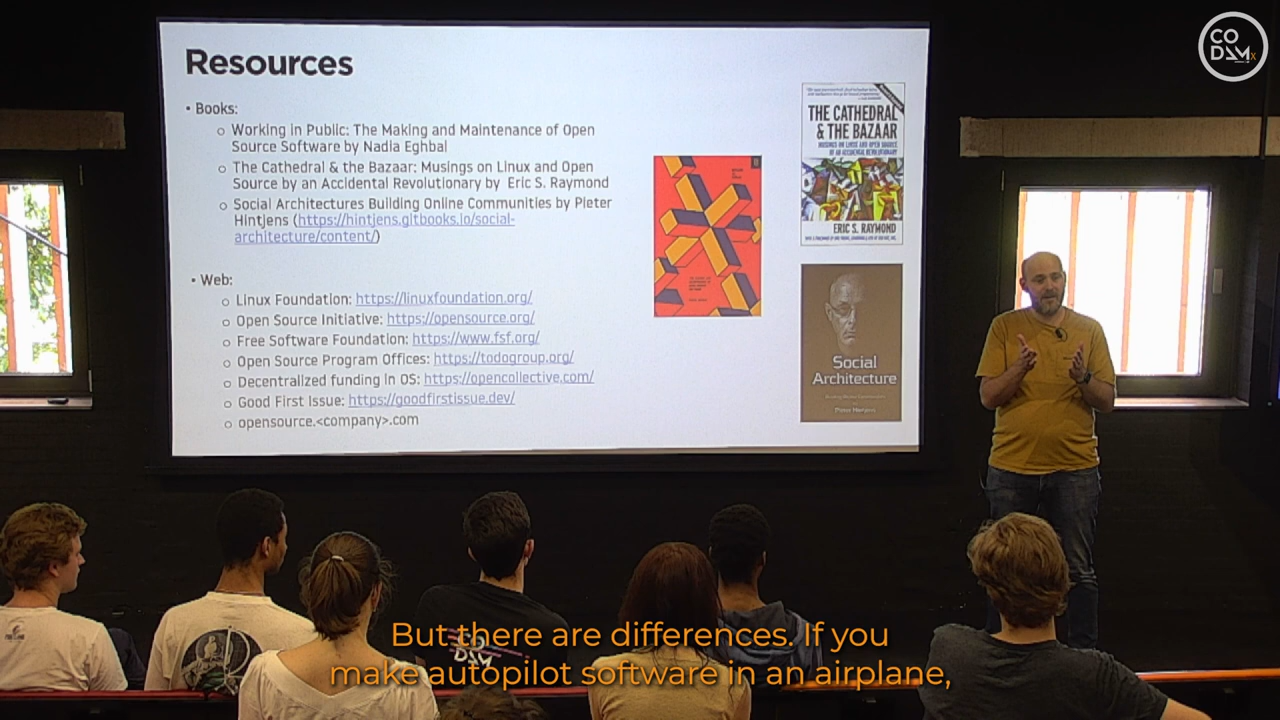 CO
DAM
x
Resources
• Books:
o Working in Public: The Making and Maintenance of Open
Source Software by Nadia Eghbal
o The Cathedral & the Bazaar: Musings on Linux and Open
Source by an Accidental Revolutionary by Eric S. Raymond
o Social Architectures Building Online Communities by Pieter
Hintjens (https://hintjens.gitbooks.io/social-
architecture/content/)
• Web:
o Linux Foundation: https://linuxfoundation.org/
o Open Source Initiative: https://opensource.org/
o Free Software Foundation: https://www.fsf.org/
o Open Source Program Offices: https://todogroup.org/
o Decentralized funding in OS: https://opencollective.com/
o Good First Issue: https://goodfirstissue.dev/
o opensource.<company>.com
THE CATHEDRAL
& THE BAZAAR
MUSINGS ON LINUX AND OPEN SOURCE
BY AN ACCIDENTAL REVOLUTIONARY
ERIC S. RAYMOND
Social
Architecture
Pieter Hintjens
But there are differences. If you
make autopilot software in an airplane,